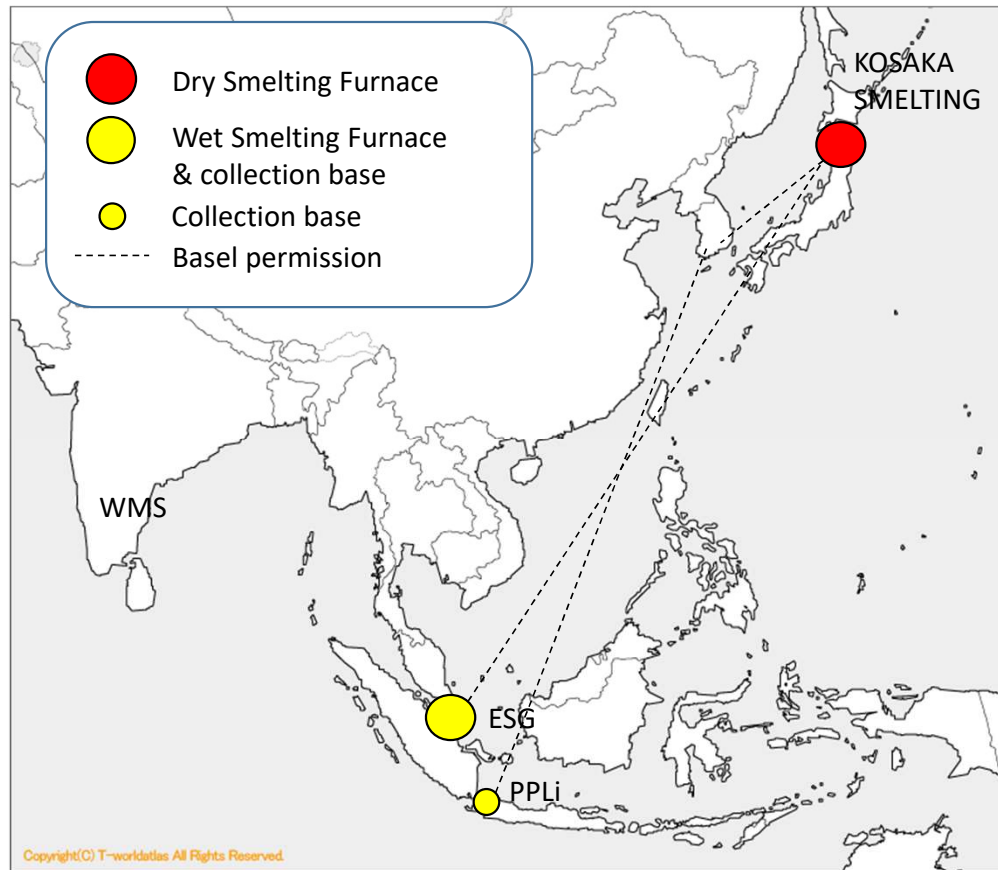 Dry Smelting Furnace
Wet Smelting Furnace
& collection base
Collection base
Basel permission
KOSAKA
SMELTING
WMS
ESG
PPLi
Copyright(C) T-worldatlas All Rights Reserved.